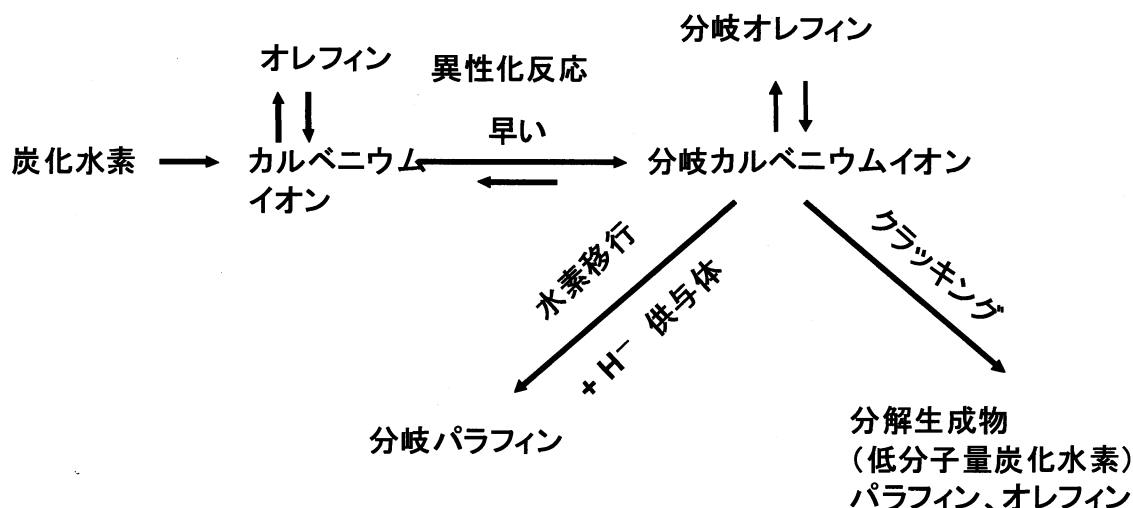 オレフィン
異性化反応
早い
分岐オレフィン
炭化水素
カルベニウム
イオン
分岐カルベニウムイオン
水素移行
+ H⁻ 供与体
クラッキング
分岐パラフィン
分解生成物
(低分子量炭化水素)
パラフィン、オレフィン